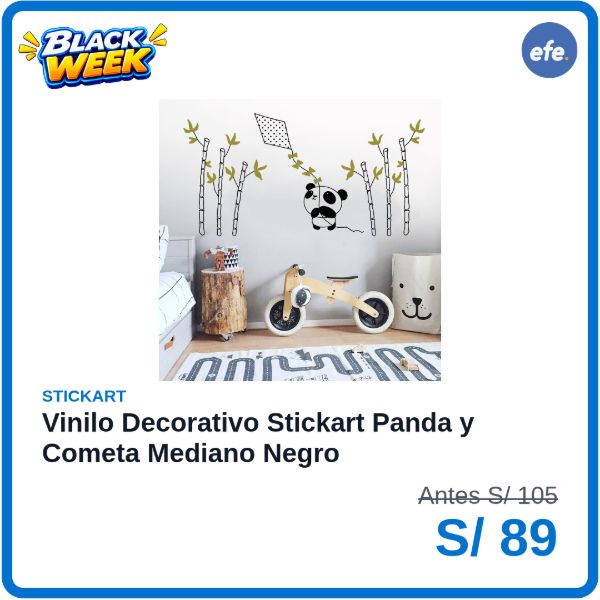 BLACK
WEEK
efe.
STICKART
Vinilo Decorativo Stickart Panda y
Cometa Mediano Negro
Antes S/ 105
S/ 89